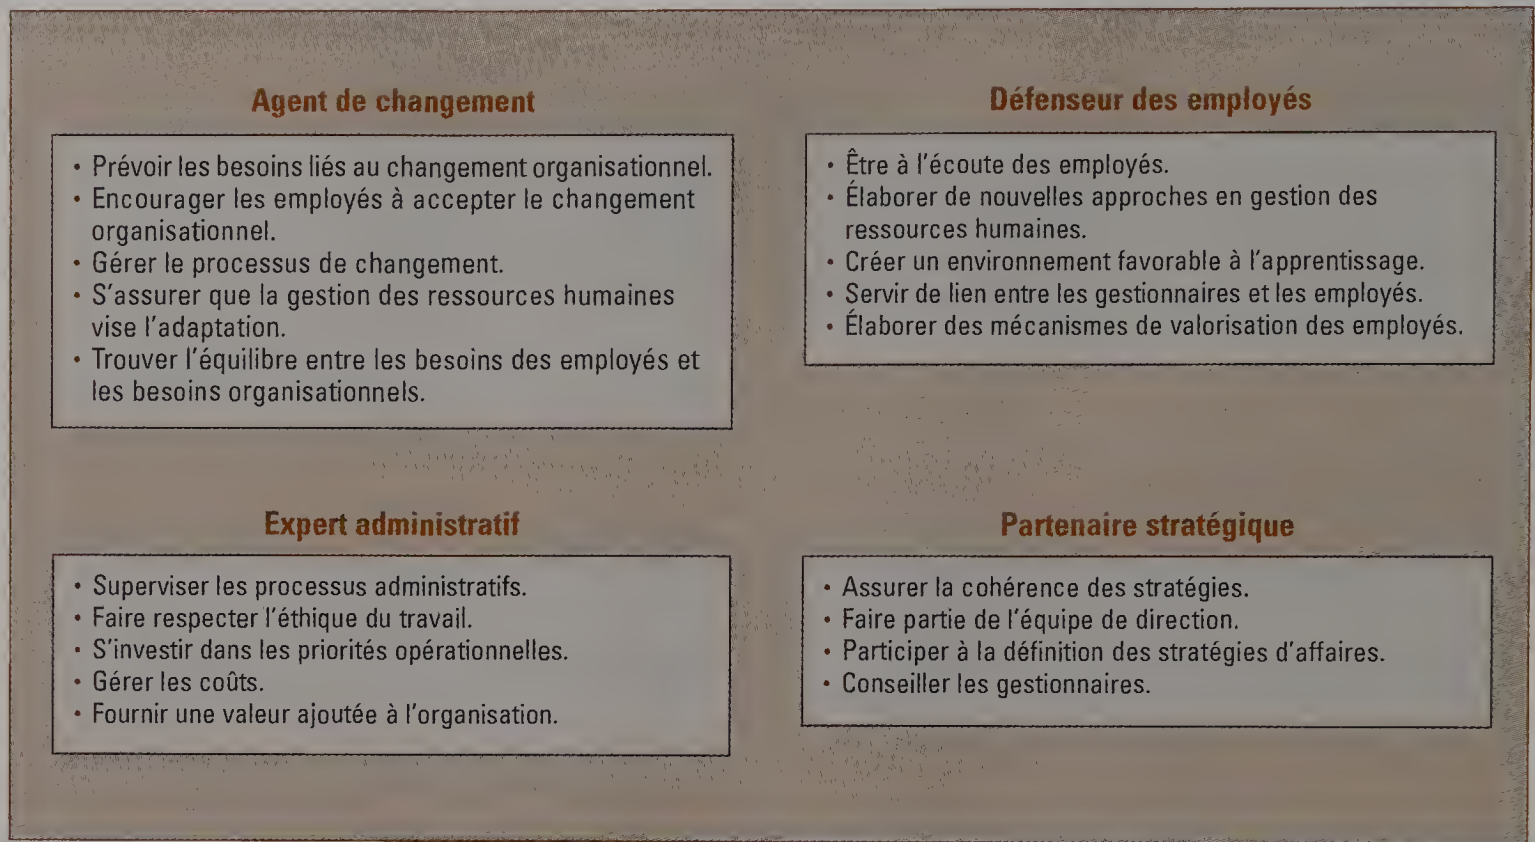 Agent de changement
• Prévoir les besoins liés au changement organisationnel.
• Encourager les employés à accepter le changement
organisationnel.
• Gérer le processus de changement.
• S'assurer que la gestion des ressources humaines
vise l'adaptation.
• Trouver l'équilibre entre les besoins des employés et
les besoins organisationnels.
Défenseur des employés
• Être à l'écoute des employés.
• Élaborer de nouvelles approches en gestion des
ressources humaines.
• Créer un environnement favorable à l'apprentissage.
• Servir de lien entre les gestionnaires et les employés.
• Élaborer des mécanismes de valorisation des employés.
Expert administratif
• Superviser les processus administratifs.
• Faire respecter l'éthique du travail.
• S'investir dans les priorités opérationnelles.
• Gérer les coûts.
• Fournir une valeur ajoutée à l'organisation.
Partenaire stratégique
• Assurer la cohérence des stratégies.
• Faire partie de l'équipe de direction.
• Participer à la définition des stratégies d'affaires.
• Conseiller les gestionnaires.